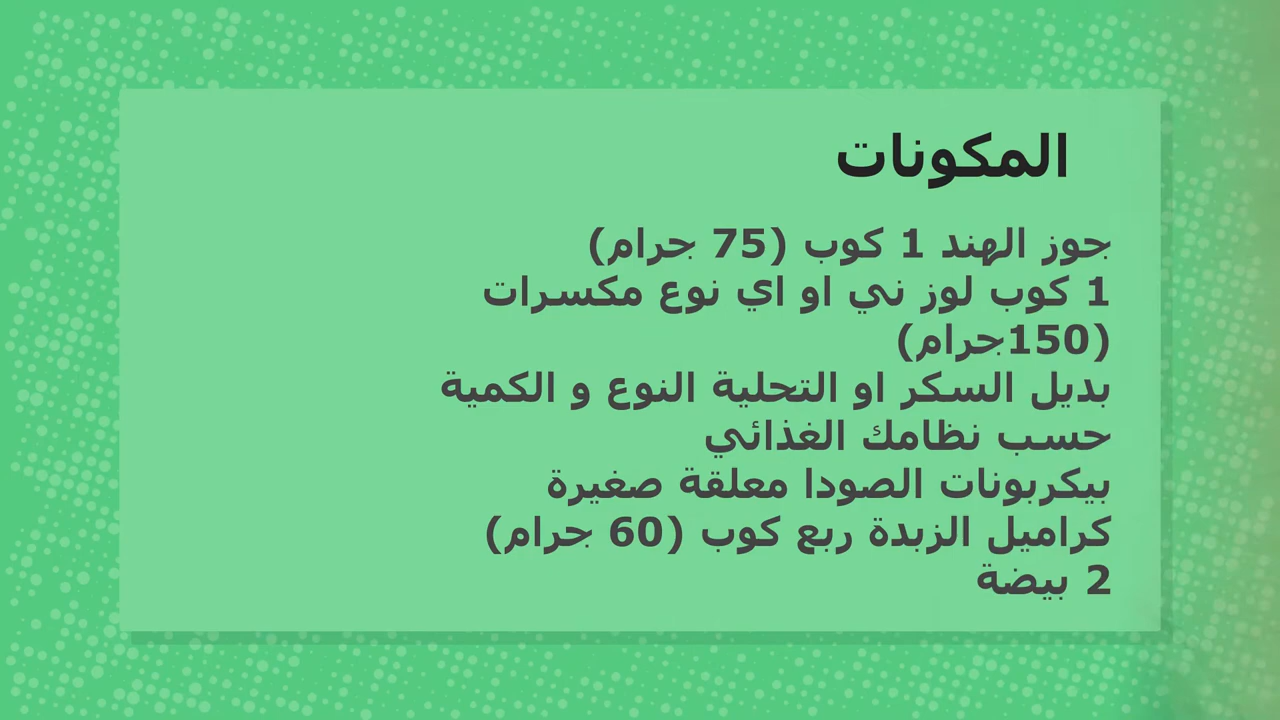 المكونات
جوز الهند 1 كوب (75 جرام)
1 كوب لوز ني او اي نوع مكسرات
(150جرام)
بديل السكر او التحلية النوع و الكمية
حسب نظامك الغذائي
بيكربونات الصودا معلقة صغيرة
كراميل الزبدة ربع كوب (60 جرام)
2 بيضة